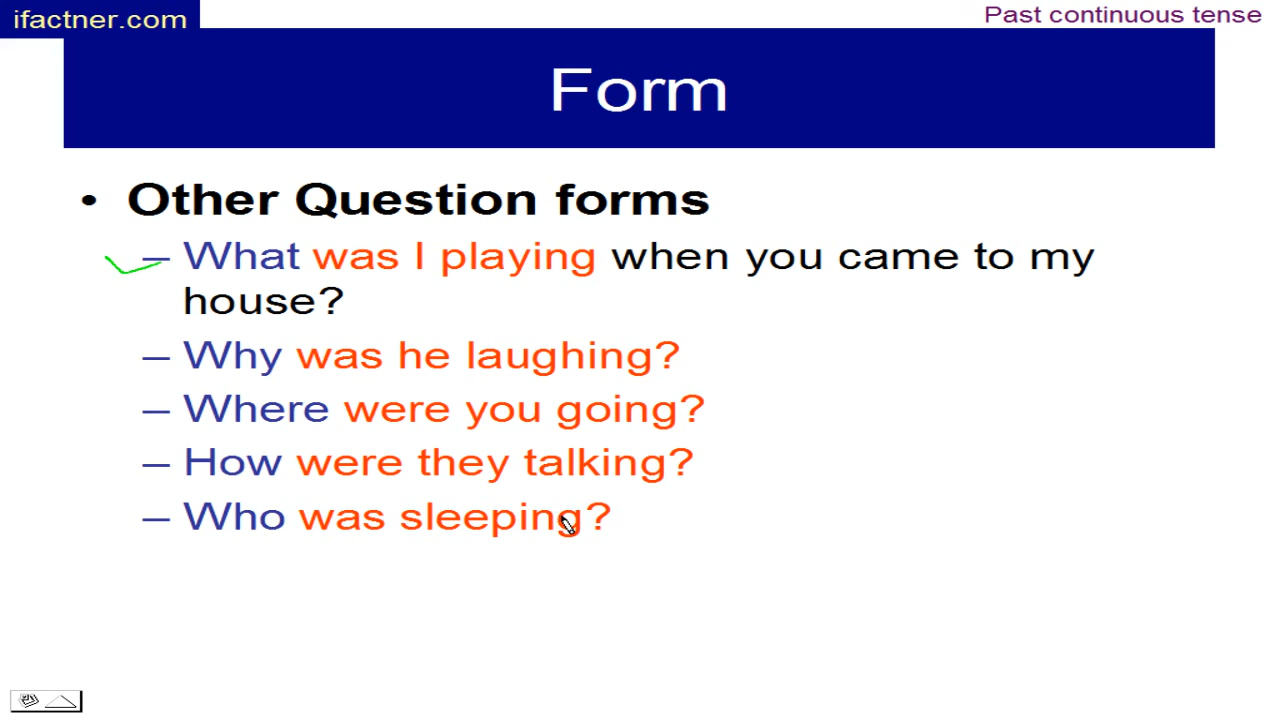 ifactner.com
Past continuous tense
Form
• Other Question forms
– What was I playing when you came to my
house?
– Why was he laughing?
– Where were you going?
– How were they talking?
– Who was sleeping?